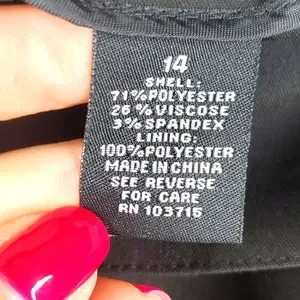 14
SHELL:
71% POLYESTER
26% VISCOSE
3% SPANDEX
LINING:
100% POLYESTER
MADE IN CHINA
SEE REVERSE
FOR CARE
RN 103715